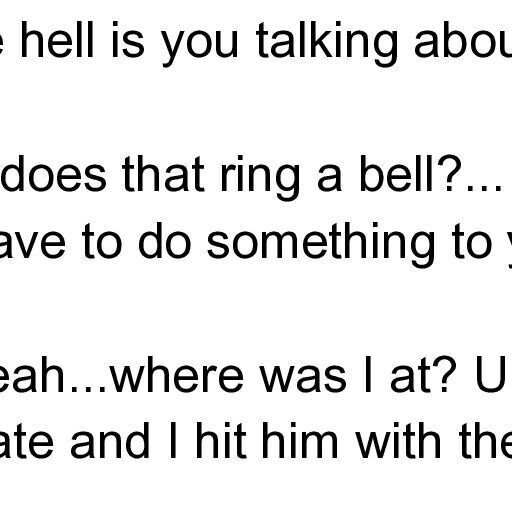 e hell is you talking abou
does that ring a bell?...
ave to do something to y
eah...where was I at? U
ate and I hit him with the